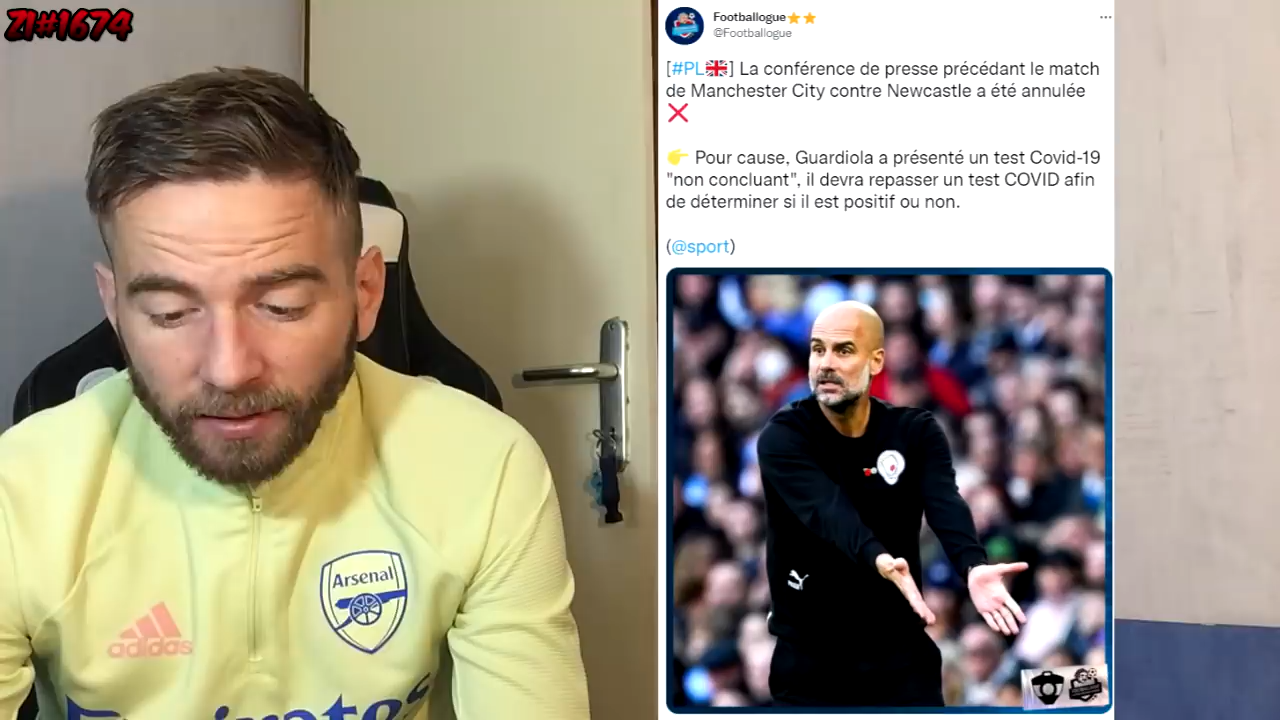 Z1#1674
Footballogue
@Footballogue
[#PL🇬🇧] La conférence de presse précédant le match
de Manchester City contre Newcastle a été annulée
❌
👉 Pour cause, Guardiola a présenté un test Covid-19
"non concluant", il devra repasser un test COVID afin
de déterminer si il est positif ou non.
(@sport)
Arsenal
adidas